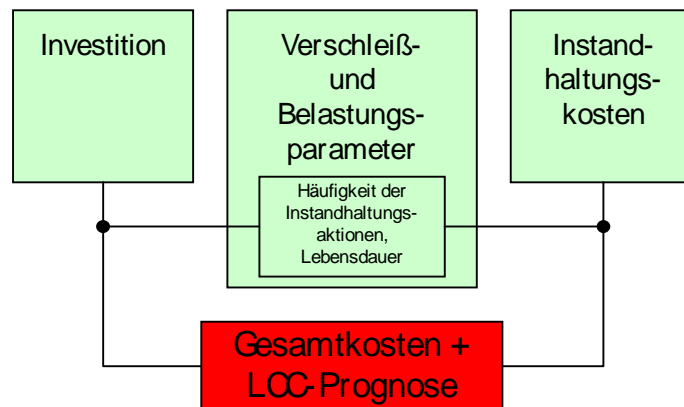 Investition
Verschleiß-
und
Belastungs-
parameter
Häufigkeit der
Instandhaltungs-
aktionen,
Lebensdauer
Instand-
haltungs-
kosten
Gesamtkosten +
LCC-Prognose